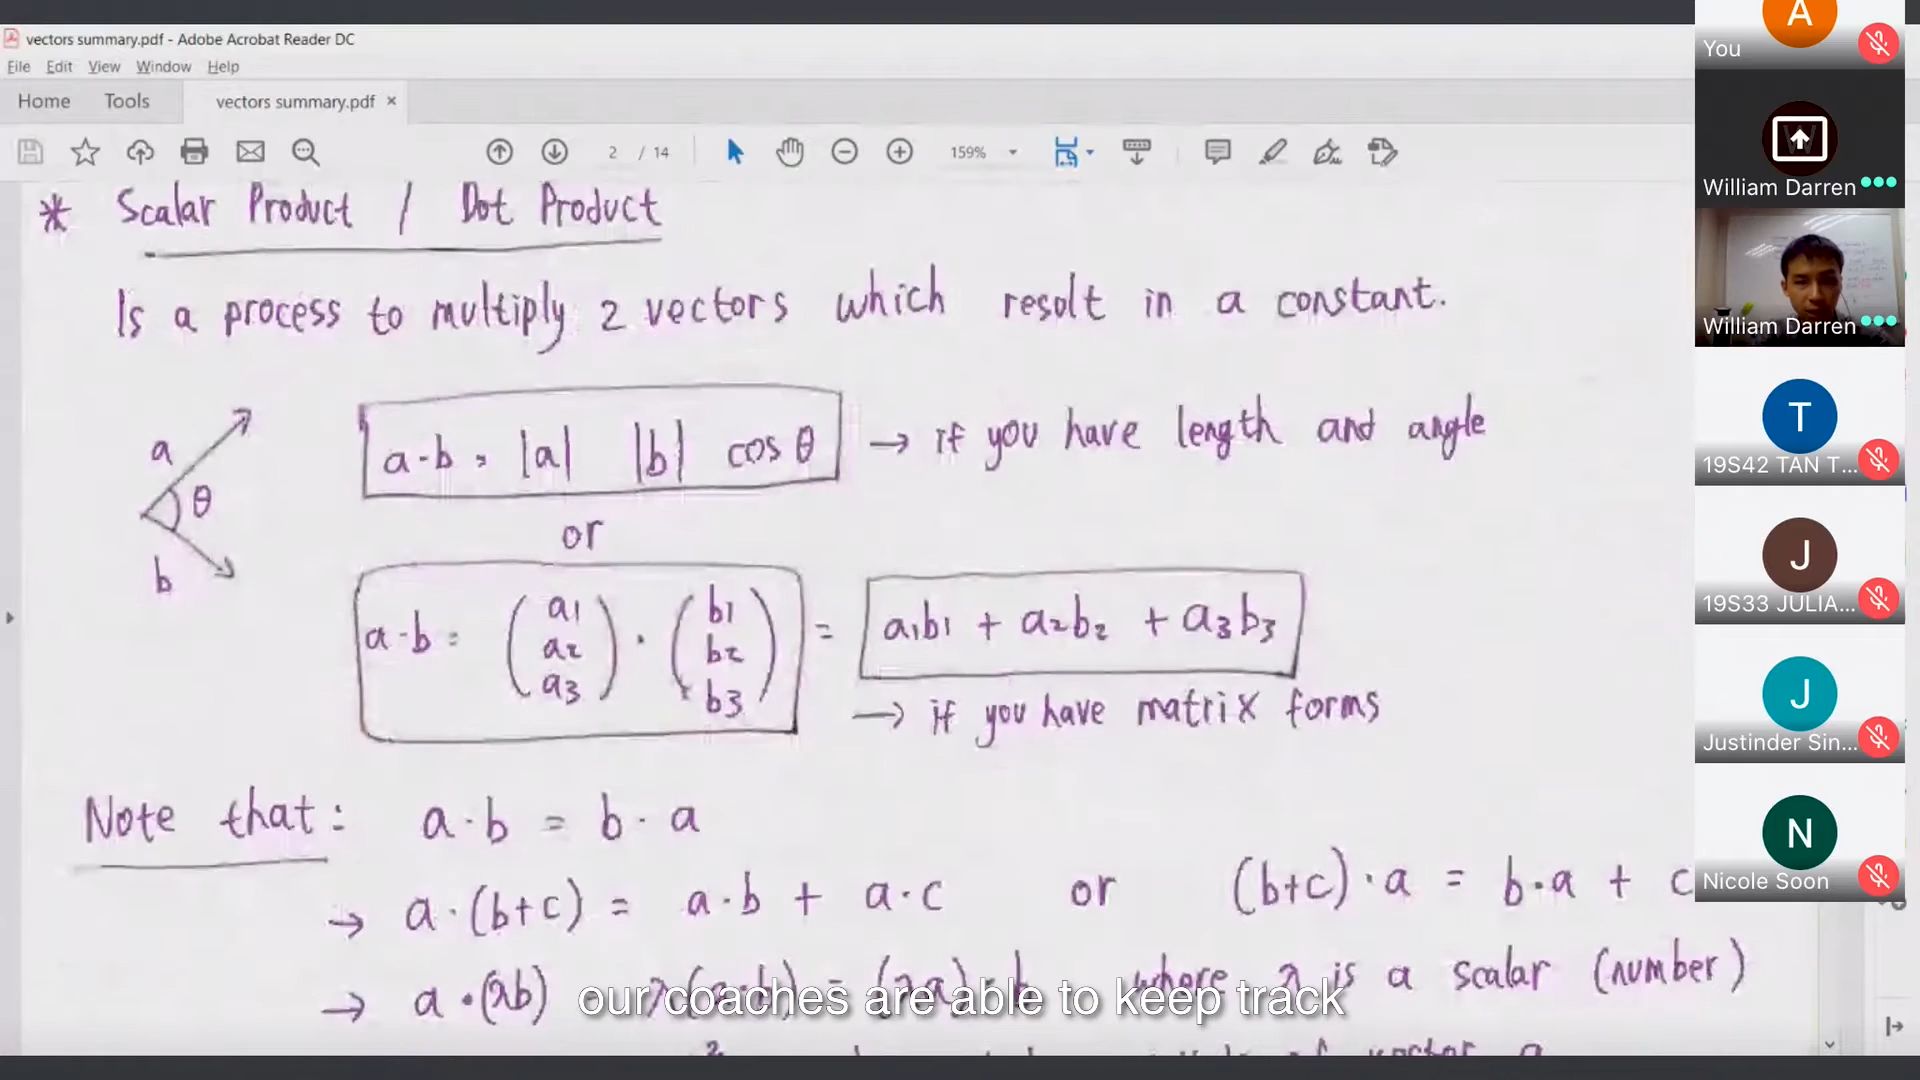 vectors summary.pdf - Adobe Acrobat Reader DC
File Edit View Window Help
Home Tools vectors summary.pdf ×
2 / 14 159%
* Scalar Product / Dot Product
Is a process to multiply 2 vectors which result in a constant.
a·b = |a| |b| cos θ → if you have length and angle
a
θ
b
or
a·b = (a1 a2 a3) · (b1 b2 b3) = a1b1 + a2b2 + a3b3
→ if you have matrix forms
Note that: a·b = b·a
→ a·(b+c) = a·b + a·c or (b+c)·a = b·a + c
→ a·(λb) = λ(a·b) = (λa)·b where λ is a scalar (number)
our coaches are able to keep track
of vector a
A
You
William Darren
William Darren
T
19S42 TAN T...
J
19S33 JULIA...
J
Justinder Sin...
N
Nicole Soon